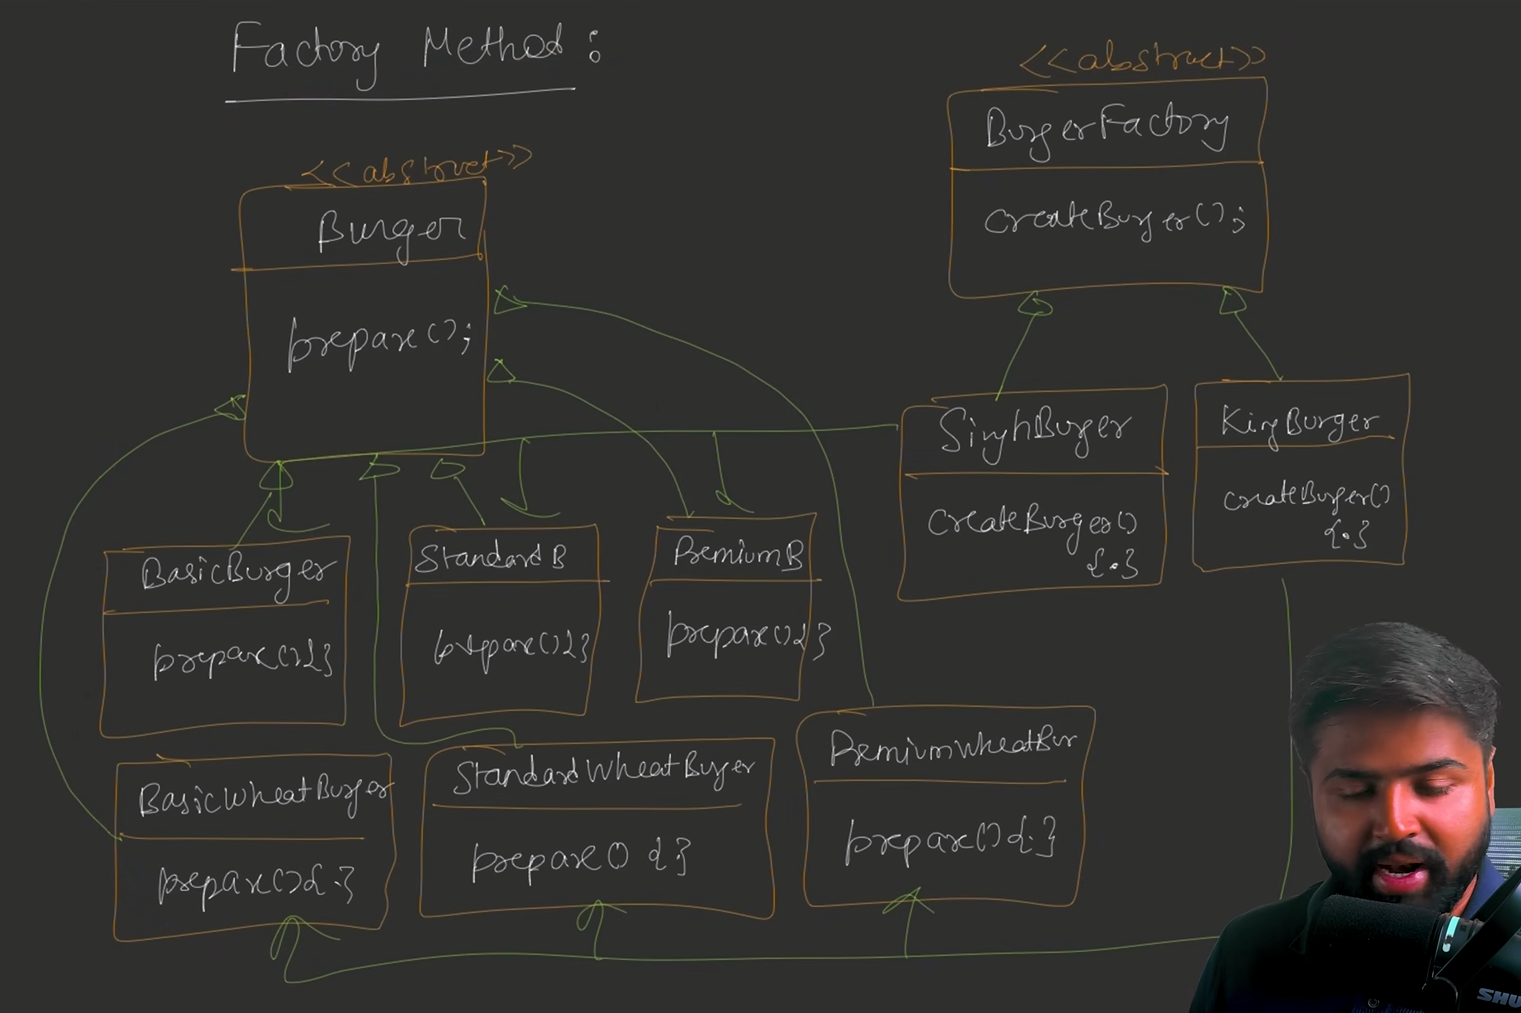 Factory Method :
<<abstract>>
Burger
prepare();
<<abstract>>
BurgerFactory
createBurger();
SinghBurger
createBurger()
{.}
KingBurger
createBurger()
{.}
BasicBurger
prepare(){}
StandardB
prepare(){}
PremiumB
prepare(){}
BasicWheatBurger
prepare(){.}
StandardWheatBurger
prepare() {}
PremiumWheatBur
prepare(){.}
SHU